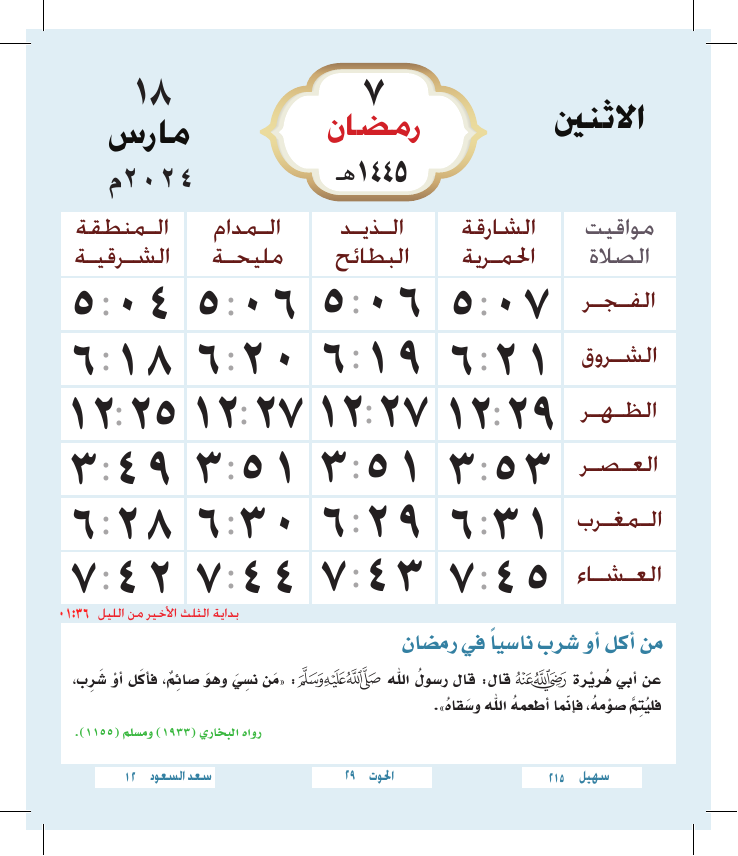 الاثنين
٧
رمضان
١٤٤٥هـ
١٨
مارس
٢٠٢٤م
مواقيت الصلاة | الشارقة الحمرية | الذيد البطائح | المدام مليحة | المنطقة الشرقية
الفجر | ٥:٠٧ | ٥:٠٦ | ٥:٠٦ | ٥:٠٤
الشروق | ٦:٢١ | ٦:١٩ | ٦:٢٠ | ٦:١٨
الظهر | ١٢:٢٩ | ١٢:٢٧ | ١٢:٢٧ | ١٢:٢٥
العصر | ٣:٥٣ | ٣:٥١ | ٣:٥١ | ٣:٤٩
المغرب | ٦:٣١ | ٦:٢٩ | ٦:٣٠ | ٦:٢٨
العشاء | ٧:٤٥ | ٧:٤٣ | ٧:٤٤ | ٧:٤٢
بداية الثلث الأخير من الليل ٠١:٣٦
من أكل أو شرب ناسياً في رمضان
عن أبي هُريْرة رَضِيَ اللَّهُ عَنْهُ قال: قال رسولُ الله صَلَّى اللَّهُ عَلَيْهِ وَسَلَّمَ: «مَن نسِيَ وهوَ صائِمٌ، فأكَل أوْ شَرِب،
فليُتِمَّ صوْمهُ، فإنّما أطعمهُ الله وسَقاهُ».
رواه البخاري (١٩٣٣) ومسلم (١١٥٥).
سهيل ٢١٥
الحوت ٢٩
سعد السعود ١٢